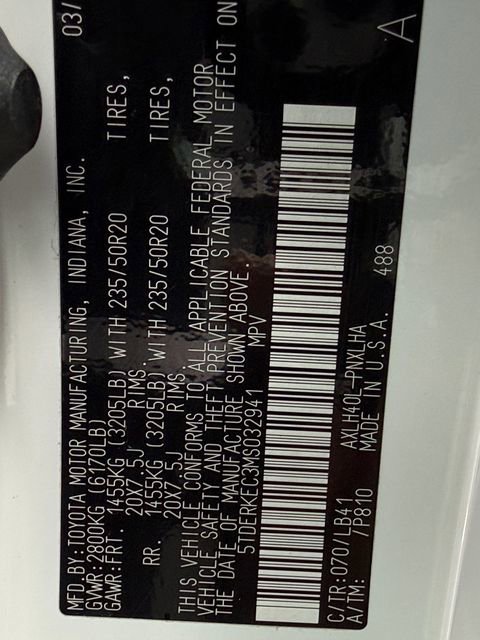 MFD.BY:TOYOTA MOTOR MANUFACTURING, INDIANA, INC. 03/
GVWR:2800KG (6170LB)
GAWR:FRT. 1455KG (3205LB) WITH 235/50R20 TIRES,
20X7.5J RIMS.
RR. 1455KG (3205LB) WITH 235/50R20 TIRES,
20X7.5J RIMS.
THIS VEHICLE CONFORMS TO ALL APPLICABLE FEDERAL MOTOR
VEHICLE SAFETY AND THEFT PREVENTION STANDARDS IN EFFECT ON
THE DATE OF MANUFACTURE SHOWN ABOVE.
5TDERKEC3MS032941 MPV
C/TR:070/LB41 AXLH40L-PNXLHA
A/TM: /P810 MADE IN U.S.A. 488 A